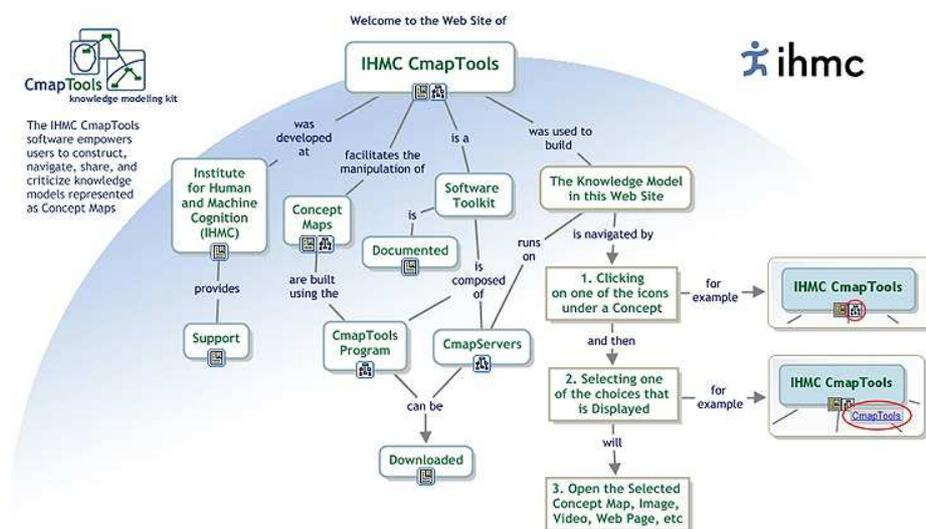 Welcome to the Web Site of
IHMC CmapTools
ihmc
CmapTools
knowledge modeling kit
The IHMC CmapTools
software empowers
users to construct,
navigate, share, and
criticize knowledge
models represented
as Concept Maps
was
developed
at
facilitates the
manipulation of
is a
was used to
build
Institute
for Human
and Machine
Cognition
(IHMC)
Concept
Maps
Software
Toolkit
The Knowledge Model
in this Web Site
is
Documented
runs
on
is navigated by
provides
are built
using the
is
composed
of
1. Clicking
on one of the icons
under a Concept
for
example
IHMC CmapTools
Support
CmapTools
Program
CmapServers
and then
2. Selecting one
of the choices that
is Displayed
for
example
IHMC CmapTools
CmapTools
can be
Downloaded
will
3. Open the Selected
Concept Map, Image,
Video, Web Page, etc